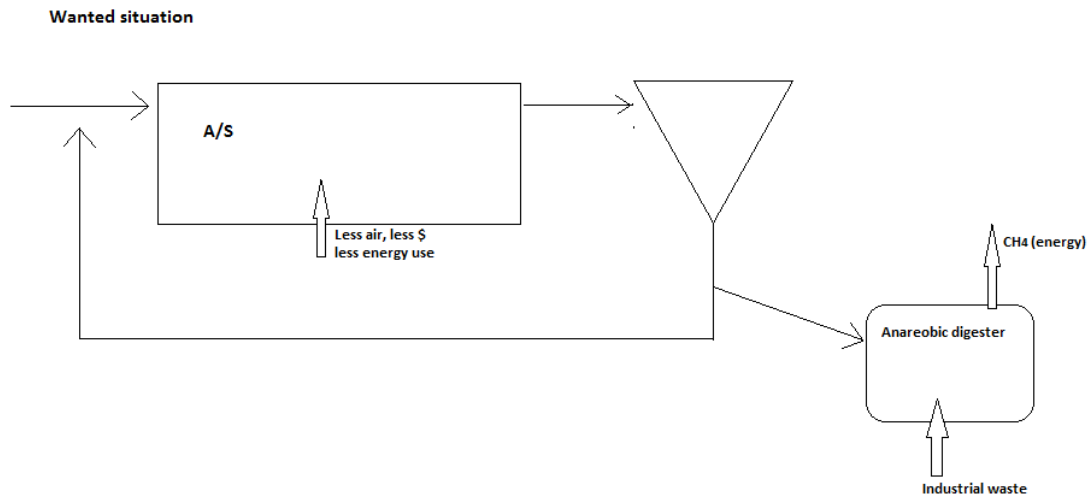 Wanted situation
A/S
Less air, less $
less energy use
CH4 (energy)
Anareobic digester
Industrial waste